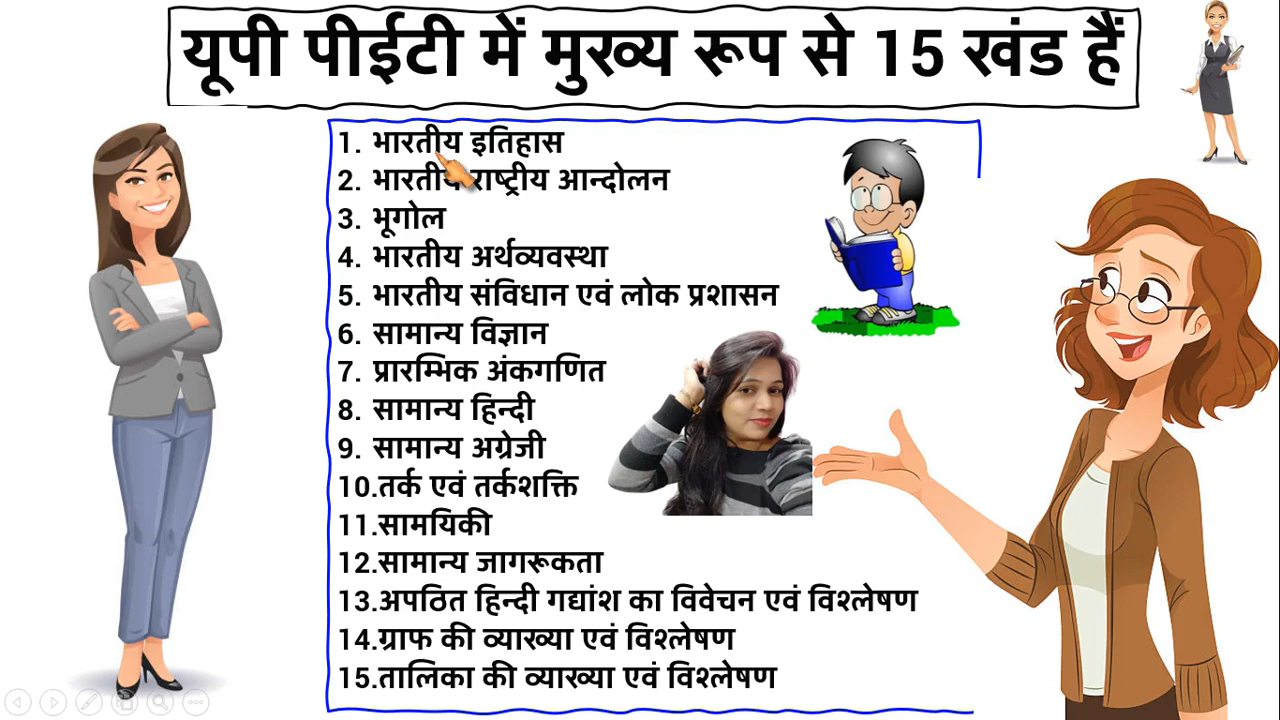 यूपी पीईटी में मुख्य रूप से 15 खंड हैं
1. भारतीय इतिहास
2. भारतीय राष्ट्रीय आन्दोलन
3. भूगोल
4. भारतीय अर्थव्यवस्था
5. भारतीय संविधान एवं लोक प्रशासन
6. सामान्य विज्ञान
7. प्रारम्भिक अंकगणित
8. सामान्य हिन्दी
9. सामान्य अग्रेजी
10.तर्क एवं तर्कशक्ति
11.सामयिकी
12.सामान्य जागरूकता
13.अपठित हिन्दी गद्यांश का विवेचन एवं विश्लेषण
14.ग्राफ की व्याख्या एवं विश्लेषण
15.तालिका की व्याख्या एवं विश्लेषण